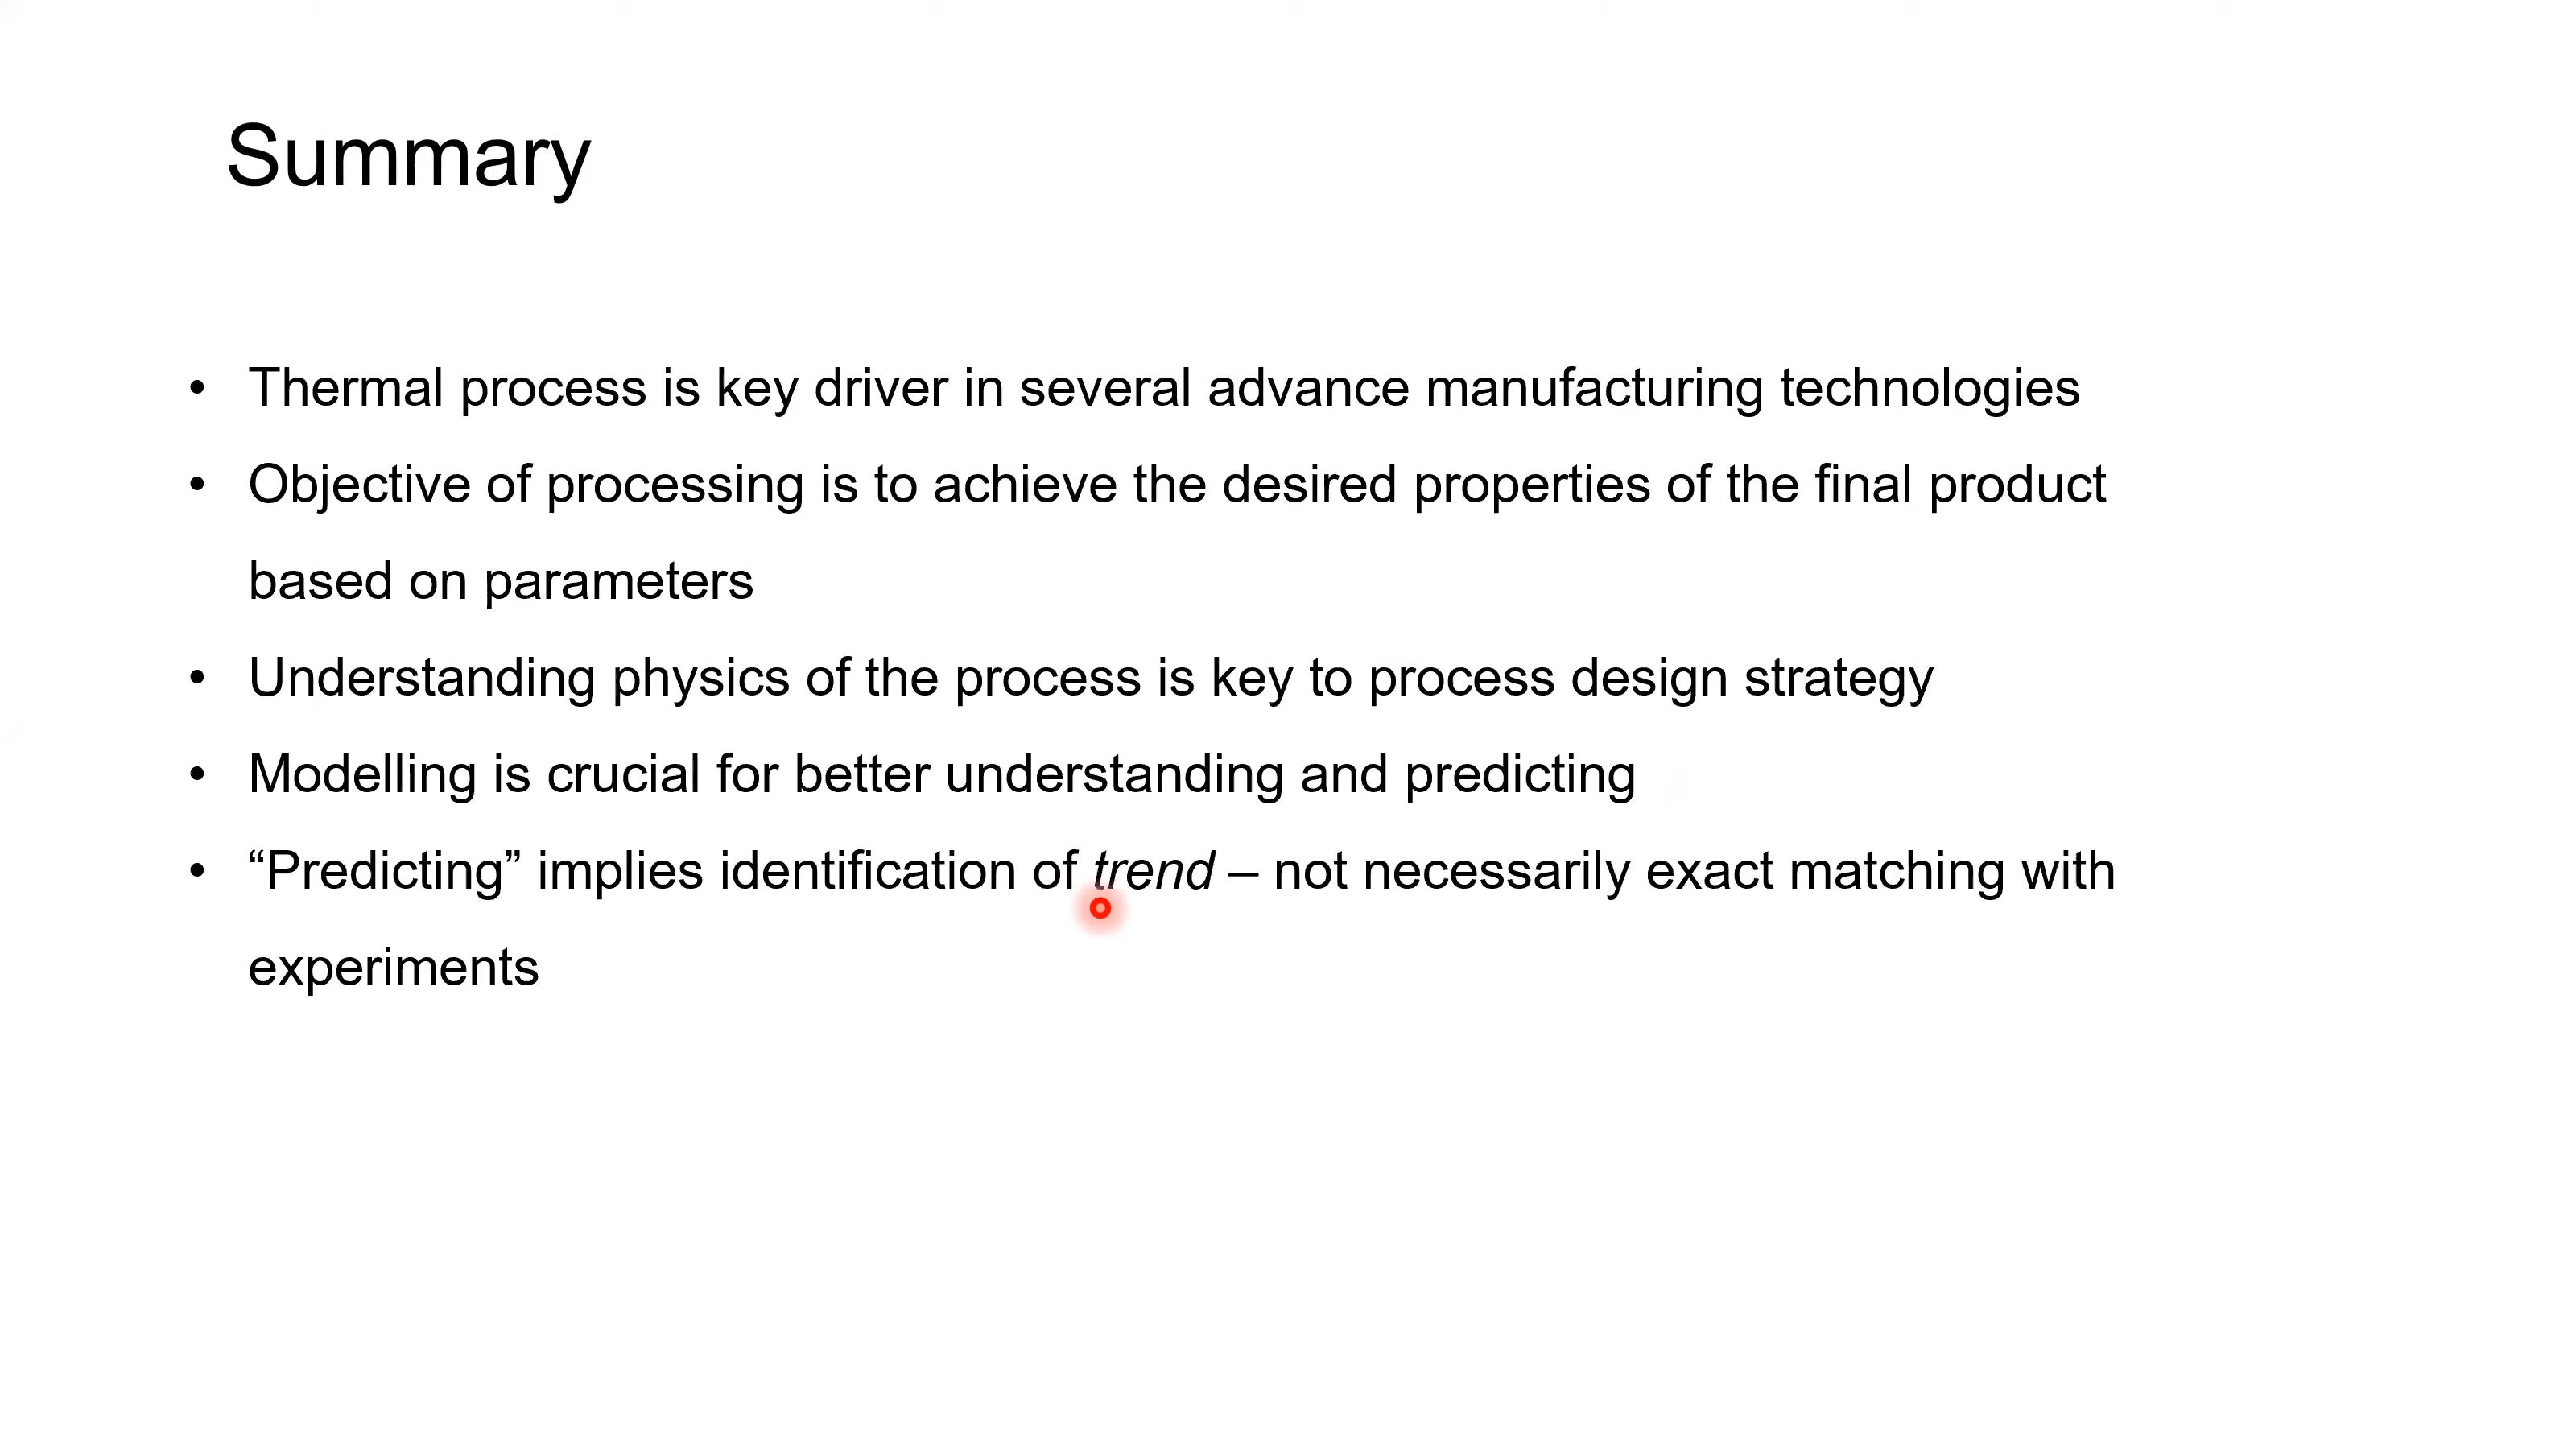 Summary
• Thermal process is key driver in several advance manufacturing technologies
• Objective of processing is to achieve the desired properties of the final product
based on parameters
• Understanding physics of the process is key to process design strategy
• Modelling is crucial for better understanding and predicting
• “Predicting” implies identification of trend – not necessarily exact matching with
experiments